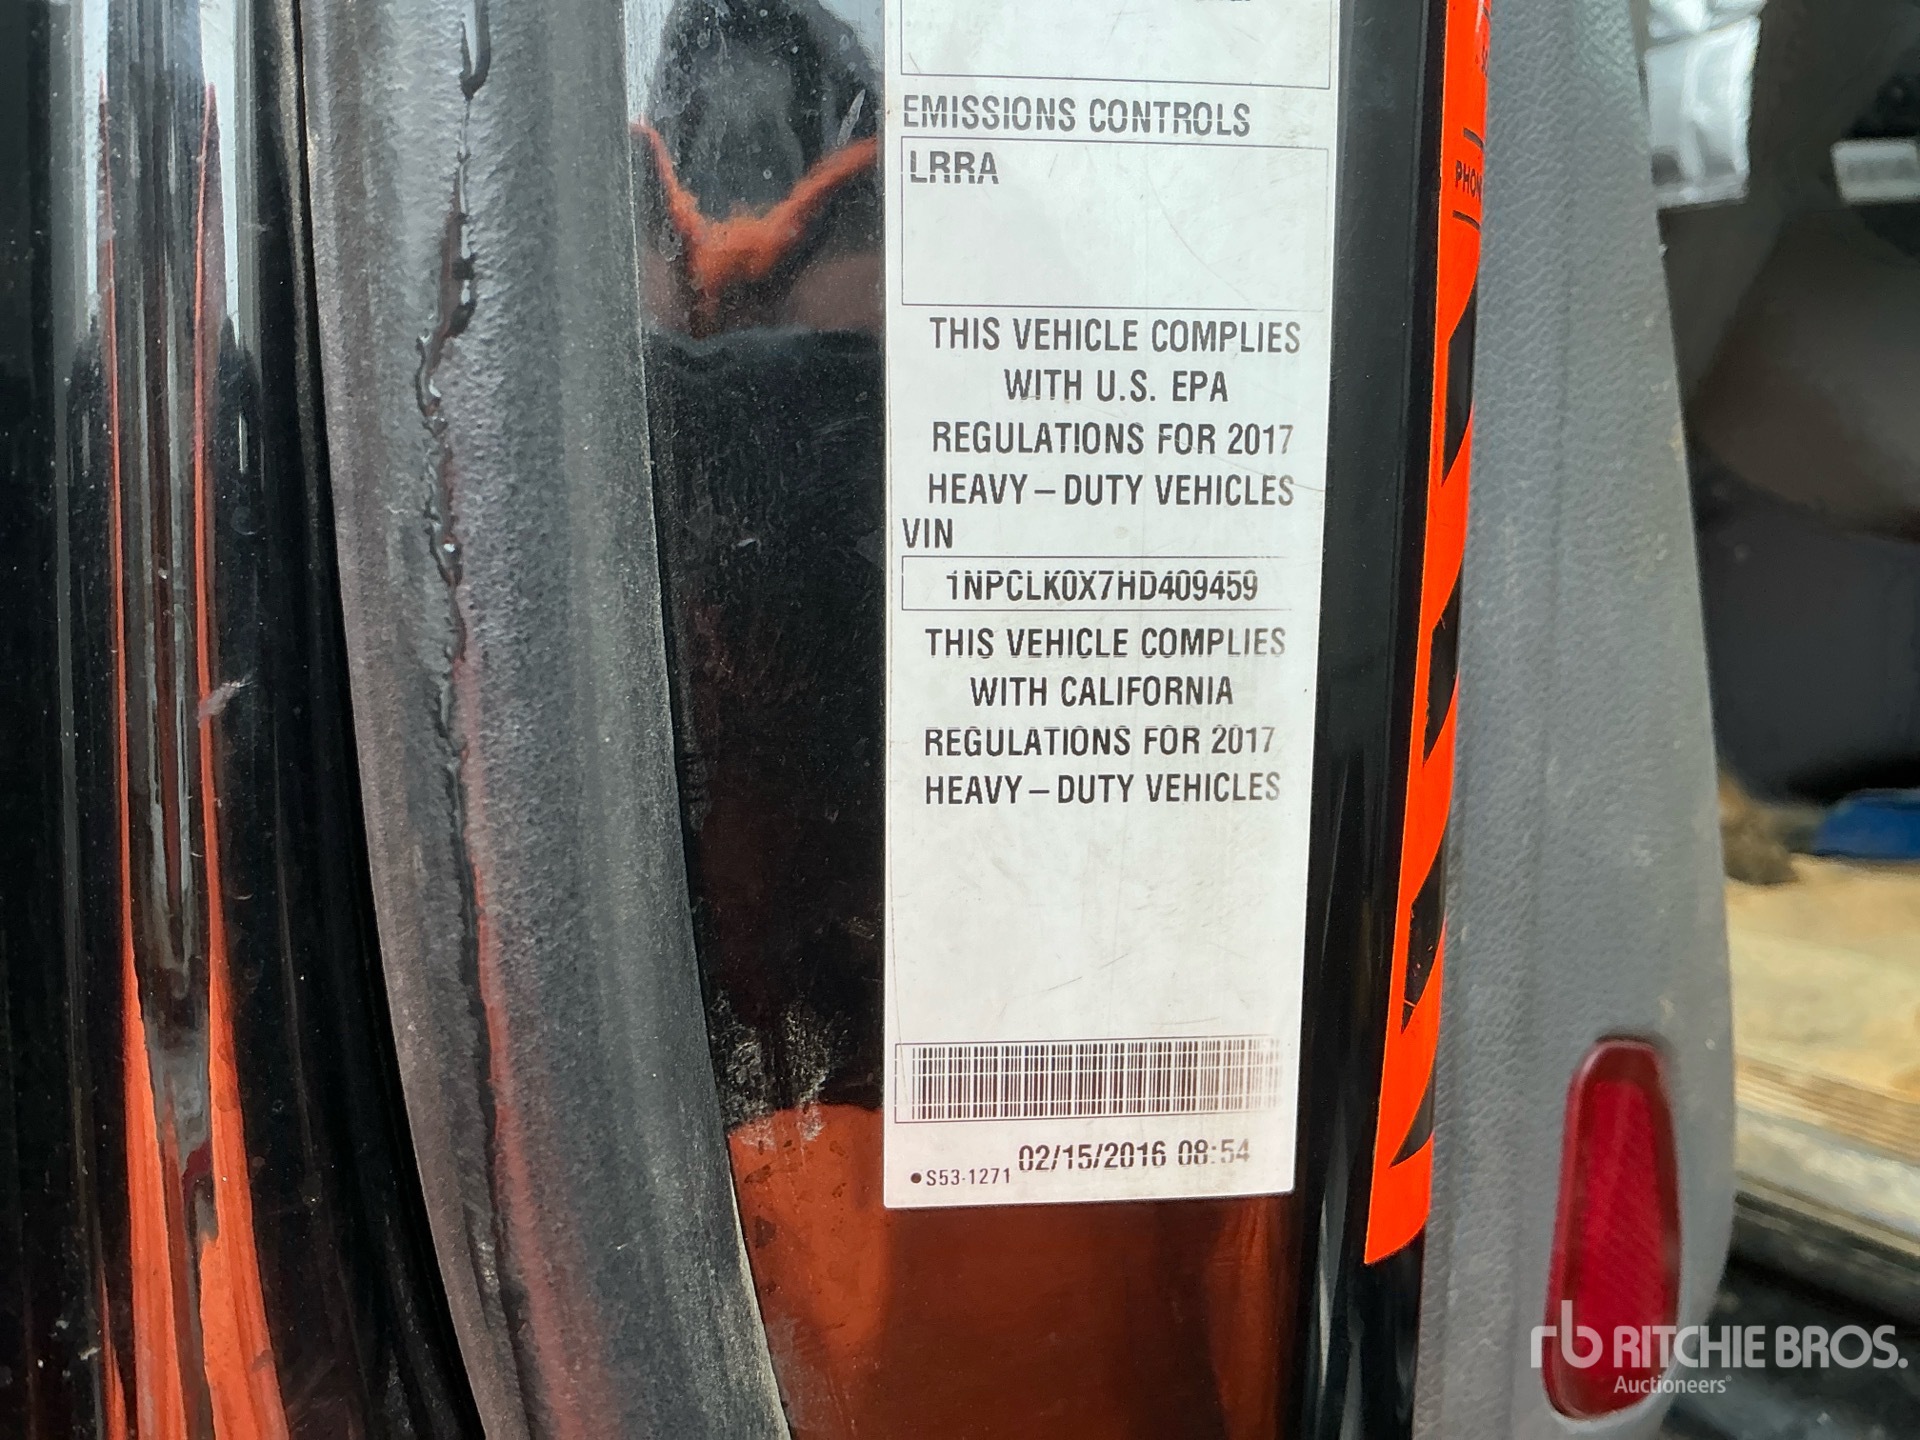 EMISSIONS CONTROLS
LRRA
THIS VEHICLE COMPLIES
WITH U.S. EPA
REGULATIONS FOR 2017
HEAVY – DUTY VEHICLES
VIN
1NPCLK0X7HD409459
THIS VEHICLE COMPLIES
WITH CALIFORNIA
REGULATIONS FOR 2017
HEAVY – DUTY VEHICLES
02/15/2016 08:54
•S53-1271
rb RITCHIE BROS.
Auctioneers